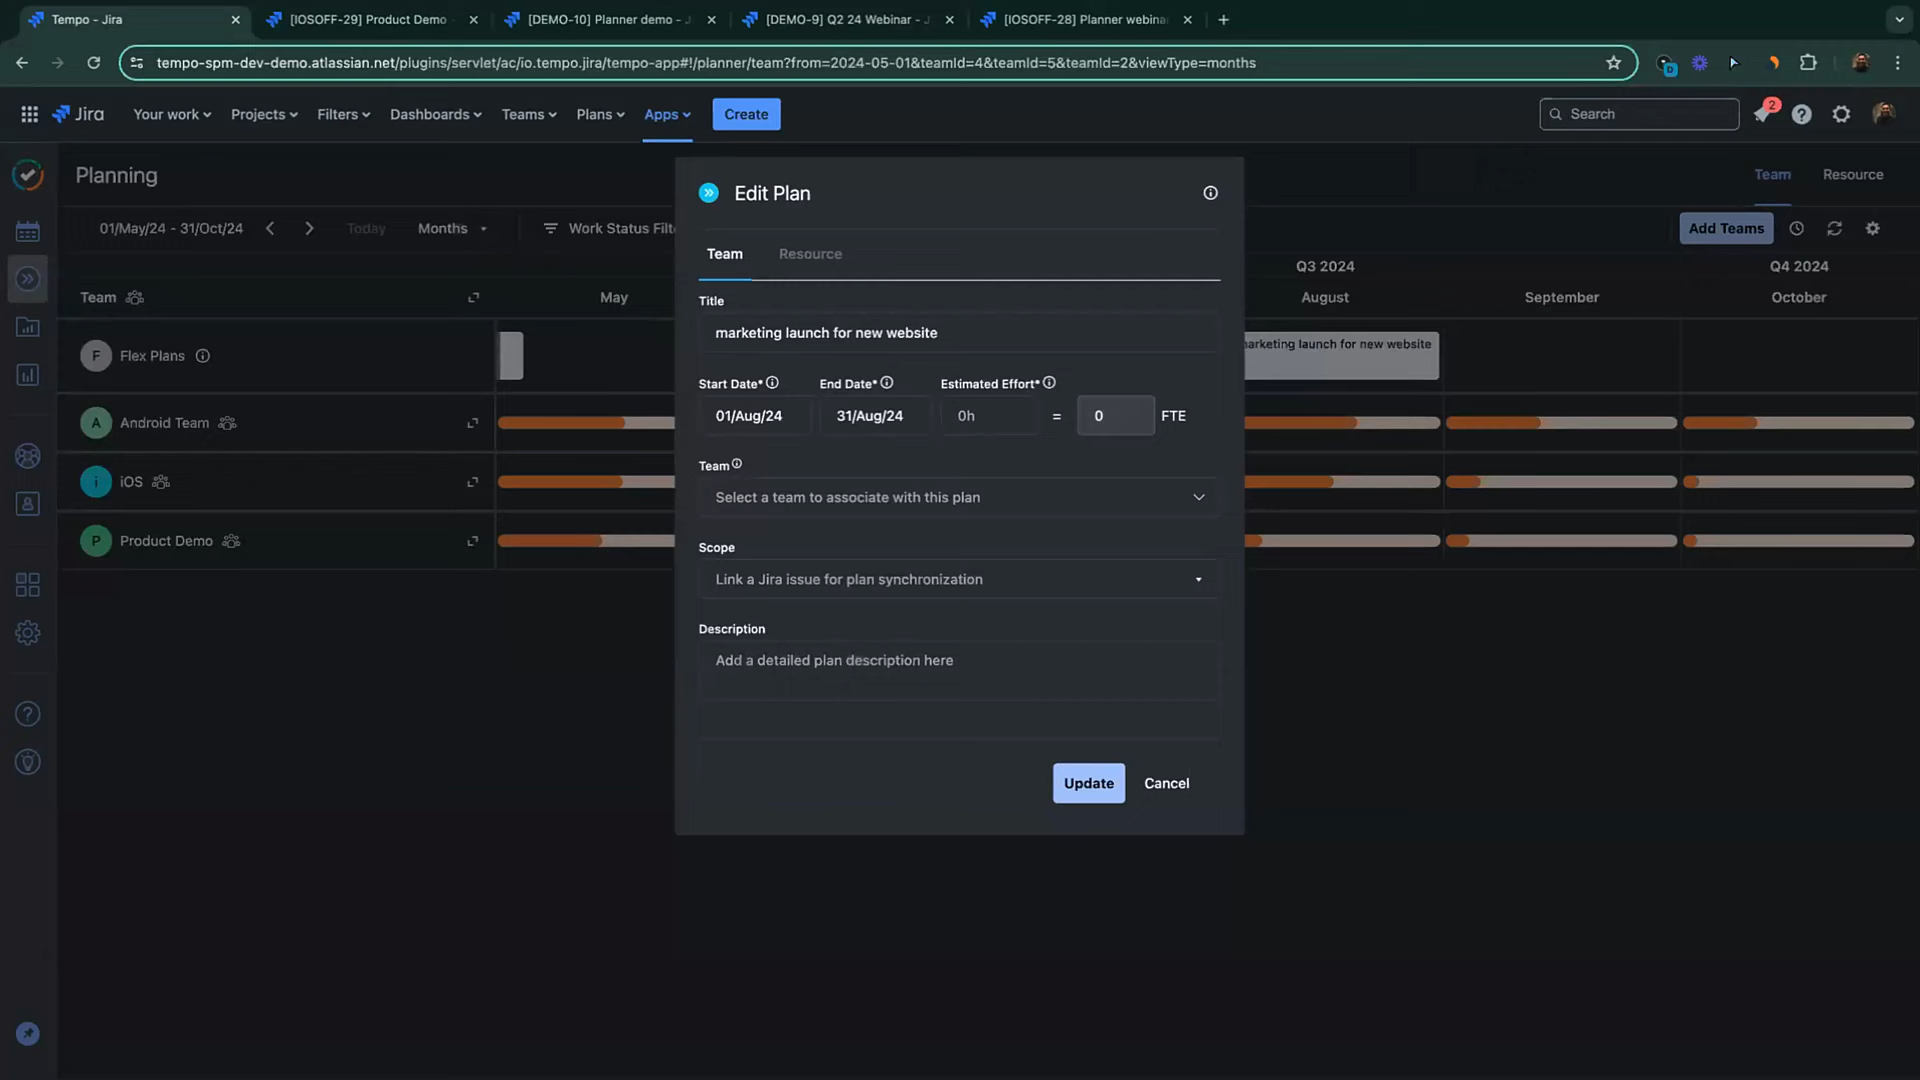 Tempo - Jira
[IOSOFF-29] Product Demo
[DEMO-10] Planner demo - J
[DEMO-9] Q2 24 Webinar - J
[IOSOFF-28] Planner webina
tempo-spm-dev-demo.atlassian.net/plugins/servlet/ac/io.tempo.jira/tempo-app#!/planner/team?from=2024-05-01&teamId=4&teamId=5&teamId=2&viewType=months
Jira
Your work
Projects
Filters
Dashboards
Teams
Plans
Apps
Create
Search
2
Planning
Team
Resource
01/May/24 - 31/Oct/24
Today
Months
Work Status Filte
Add Teams
Q3 2024
Q4 2024
Team
May
August
September
October
F
Flex Plans
arketing launch for new website
A
Android Team
i
iOS
P
Product Demo
Edit Plan
Team
Resource
Title
marketing launch for new website
Start Date*
End Date*
Estimated Effort*
01/Aug/24
31/Aug/24
0h
=
0
FTE
Team
Select a team to associate with this plan
Scope
Link a Jira issue for plan synchronization
Description
Add a detailed plan description here
Update
Cancel